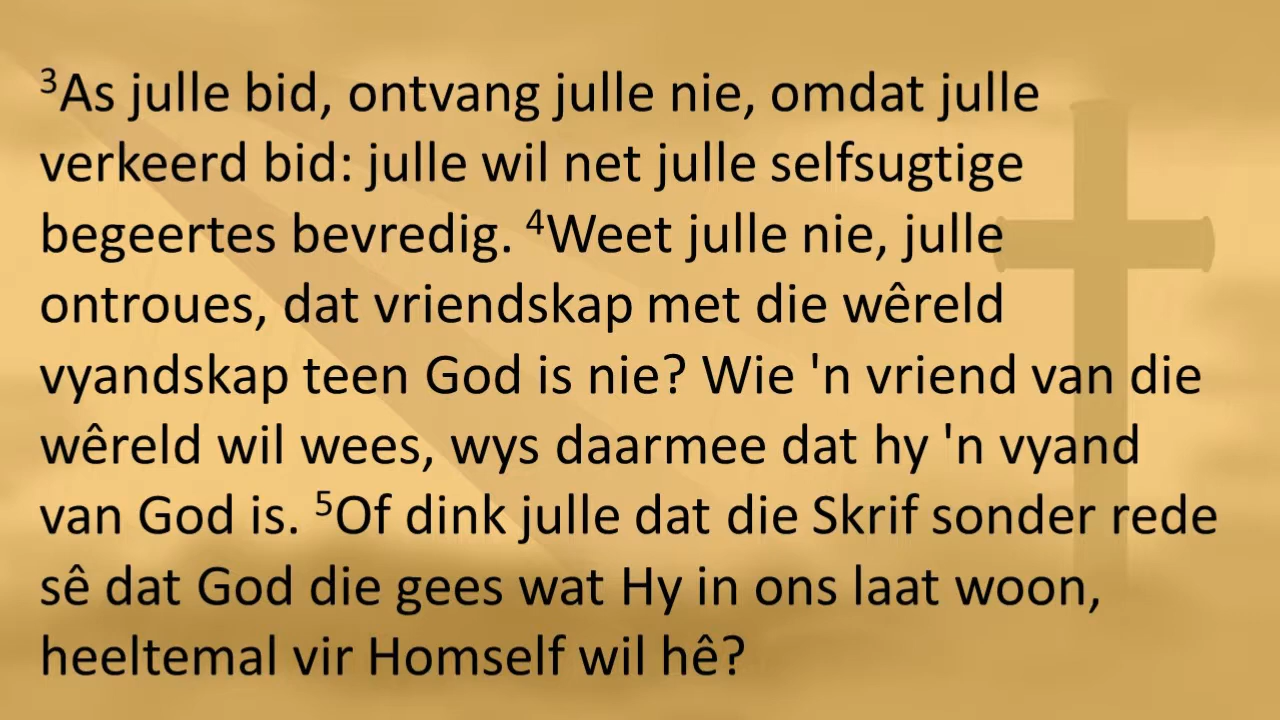 ³As julle bid, ontvang julle nie, omdat julle
verkeerd bid: julle wil net julle selfsugtige
begeertes bevredig. ⁴Weet julle nie, julle
ontroues, dat vriendskap met die wêreld
vyandskap teen God is nie? Wie 'n vriend van die
wêreld wil wees, wys daarmee dat hy 'n vyand
van God is. ⁵Of dink julle dat die Skrif sonder rede
sê dat God die gees wat Hy in ons laat woon,
heeltemal vir Homself wil hê?